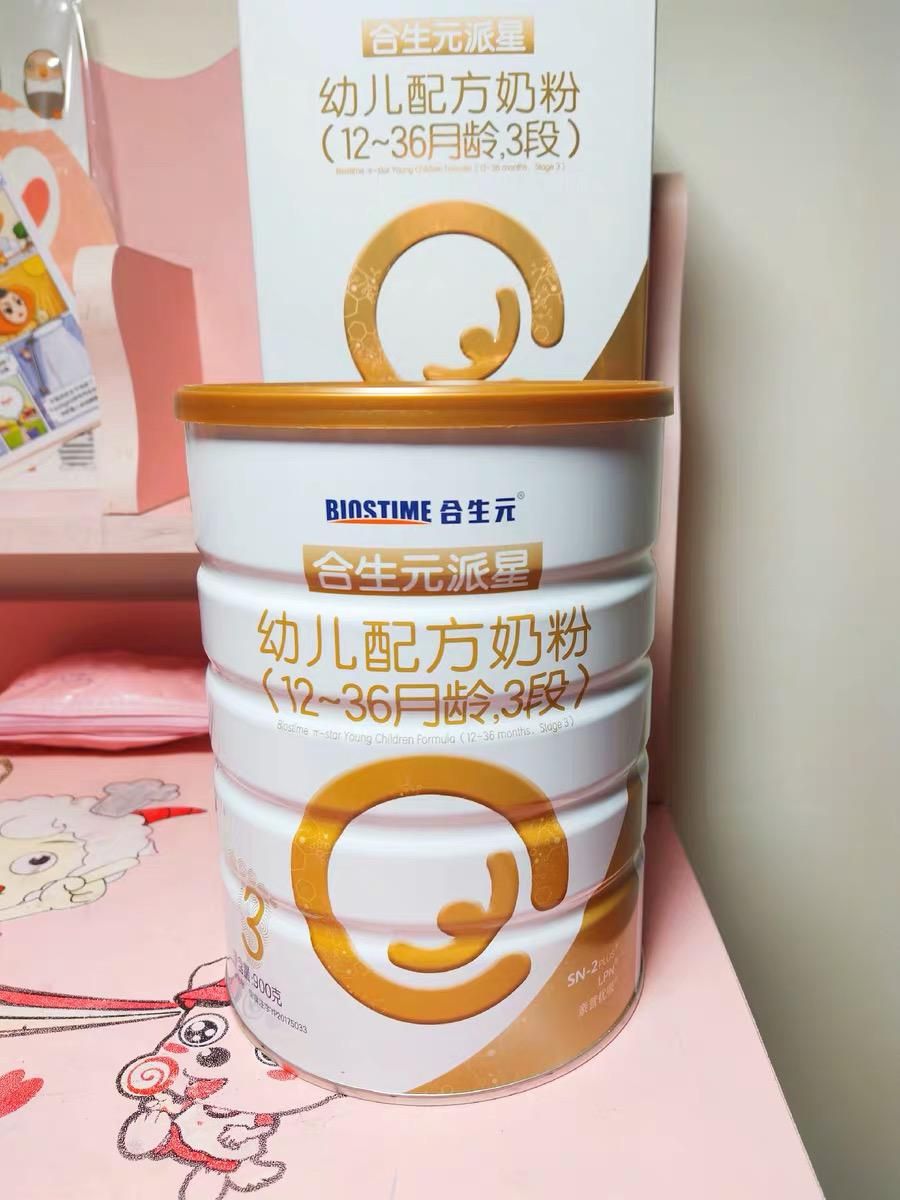 合生元派星
幼儿配方奶粉
（12~36月龄,3段）
Biostime π-star Young Children Formula（12-36 months, Stage 3）
BIOSTIME 合生元®
合生元派星
幼儿配方奶粉
（12~36月龄,3段）
Biostime π-star Young Children Formula（12-36 months, Stage 3）
3
净含量:900克
YP20175033
SN-2 PLUS
LPN